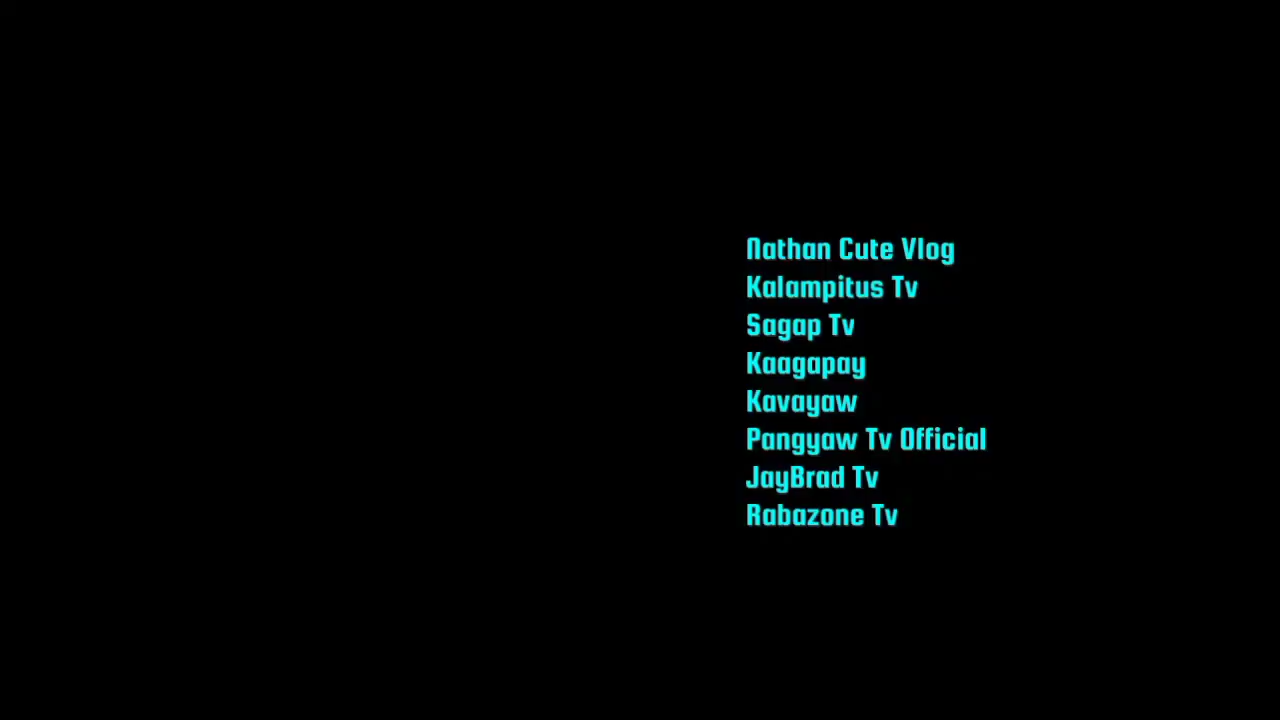 Nathan Cute Vlog
Kalampitus Tv
Sagap Tv
Kaagapay
Kavayaw
Pangyaw Tv Official
JayBrad Tv
Rabazone Tv